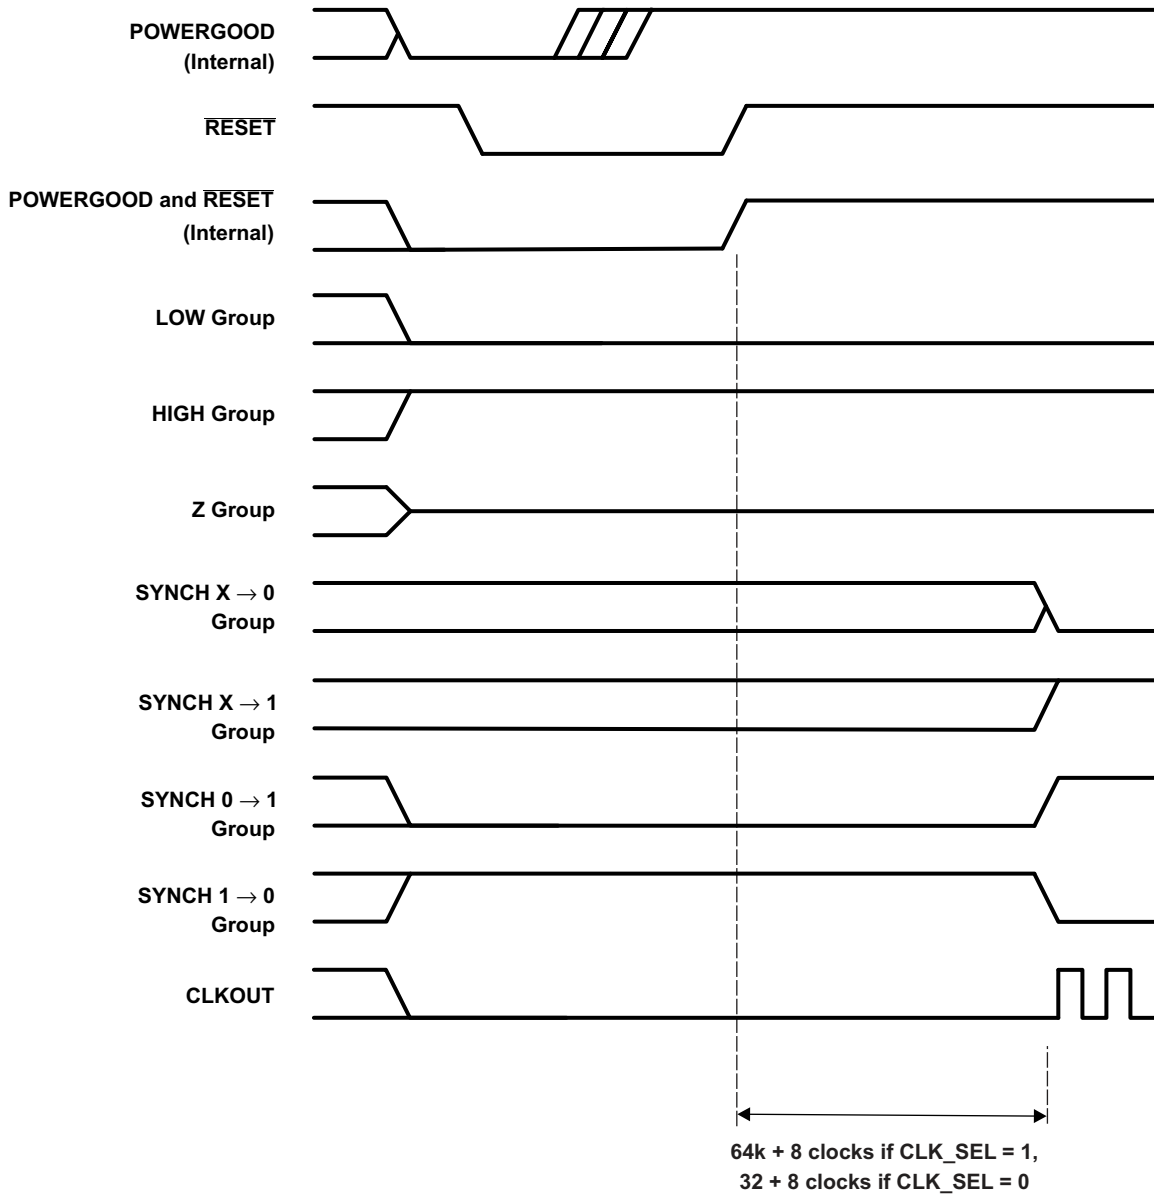 POWERGOOD
(Internal)
RESET
POWERGOOD and RESET
(Internal)
LOW Group
HIGH Group
Z Group
SYNCH X → 0
Group
SYNCH X → 1
Group
SYNCH 0 → 1
Group
SYNCH 1 → 0
Group
CLKOUT
64k + 8 clocks if CLK_SEL = 1,
32 + 8 clocks if CLK_SEL = 0